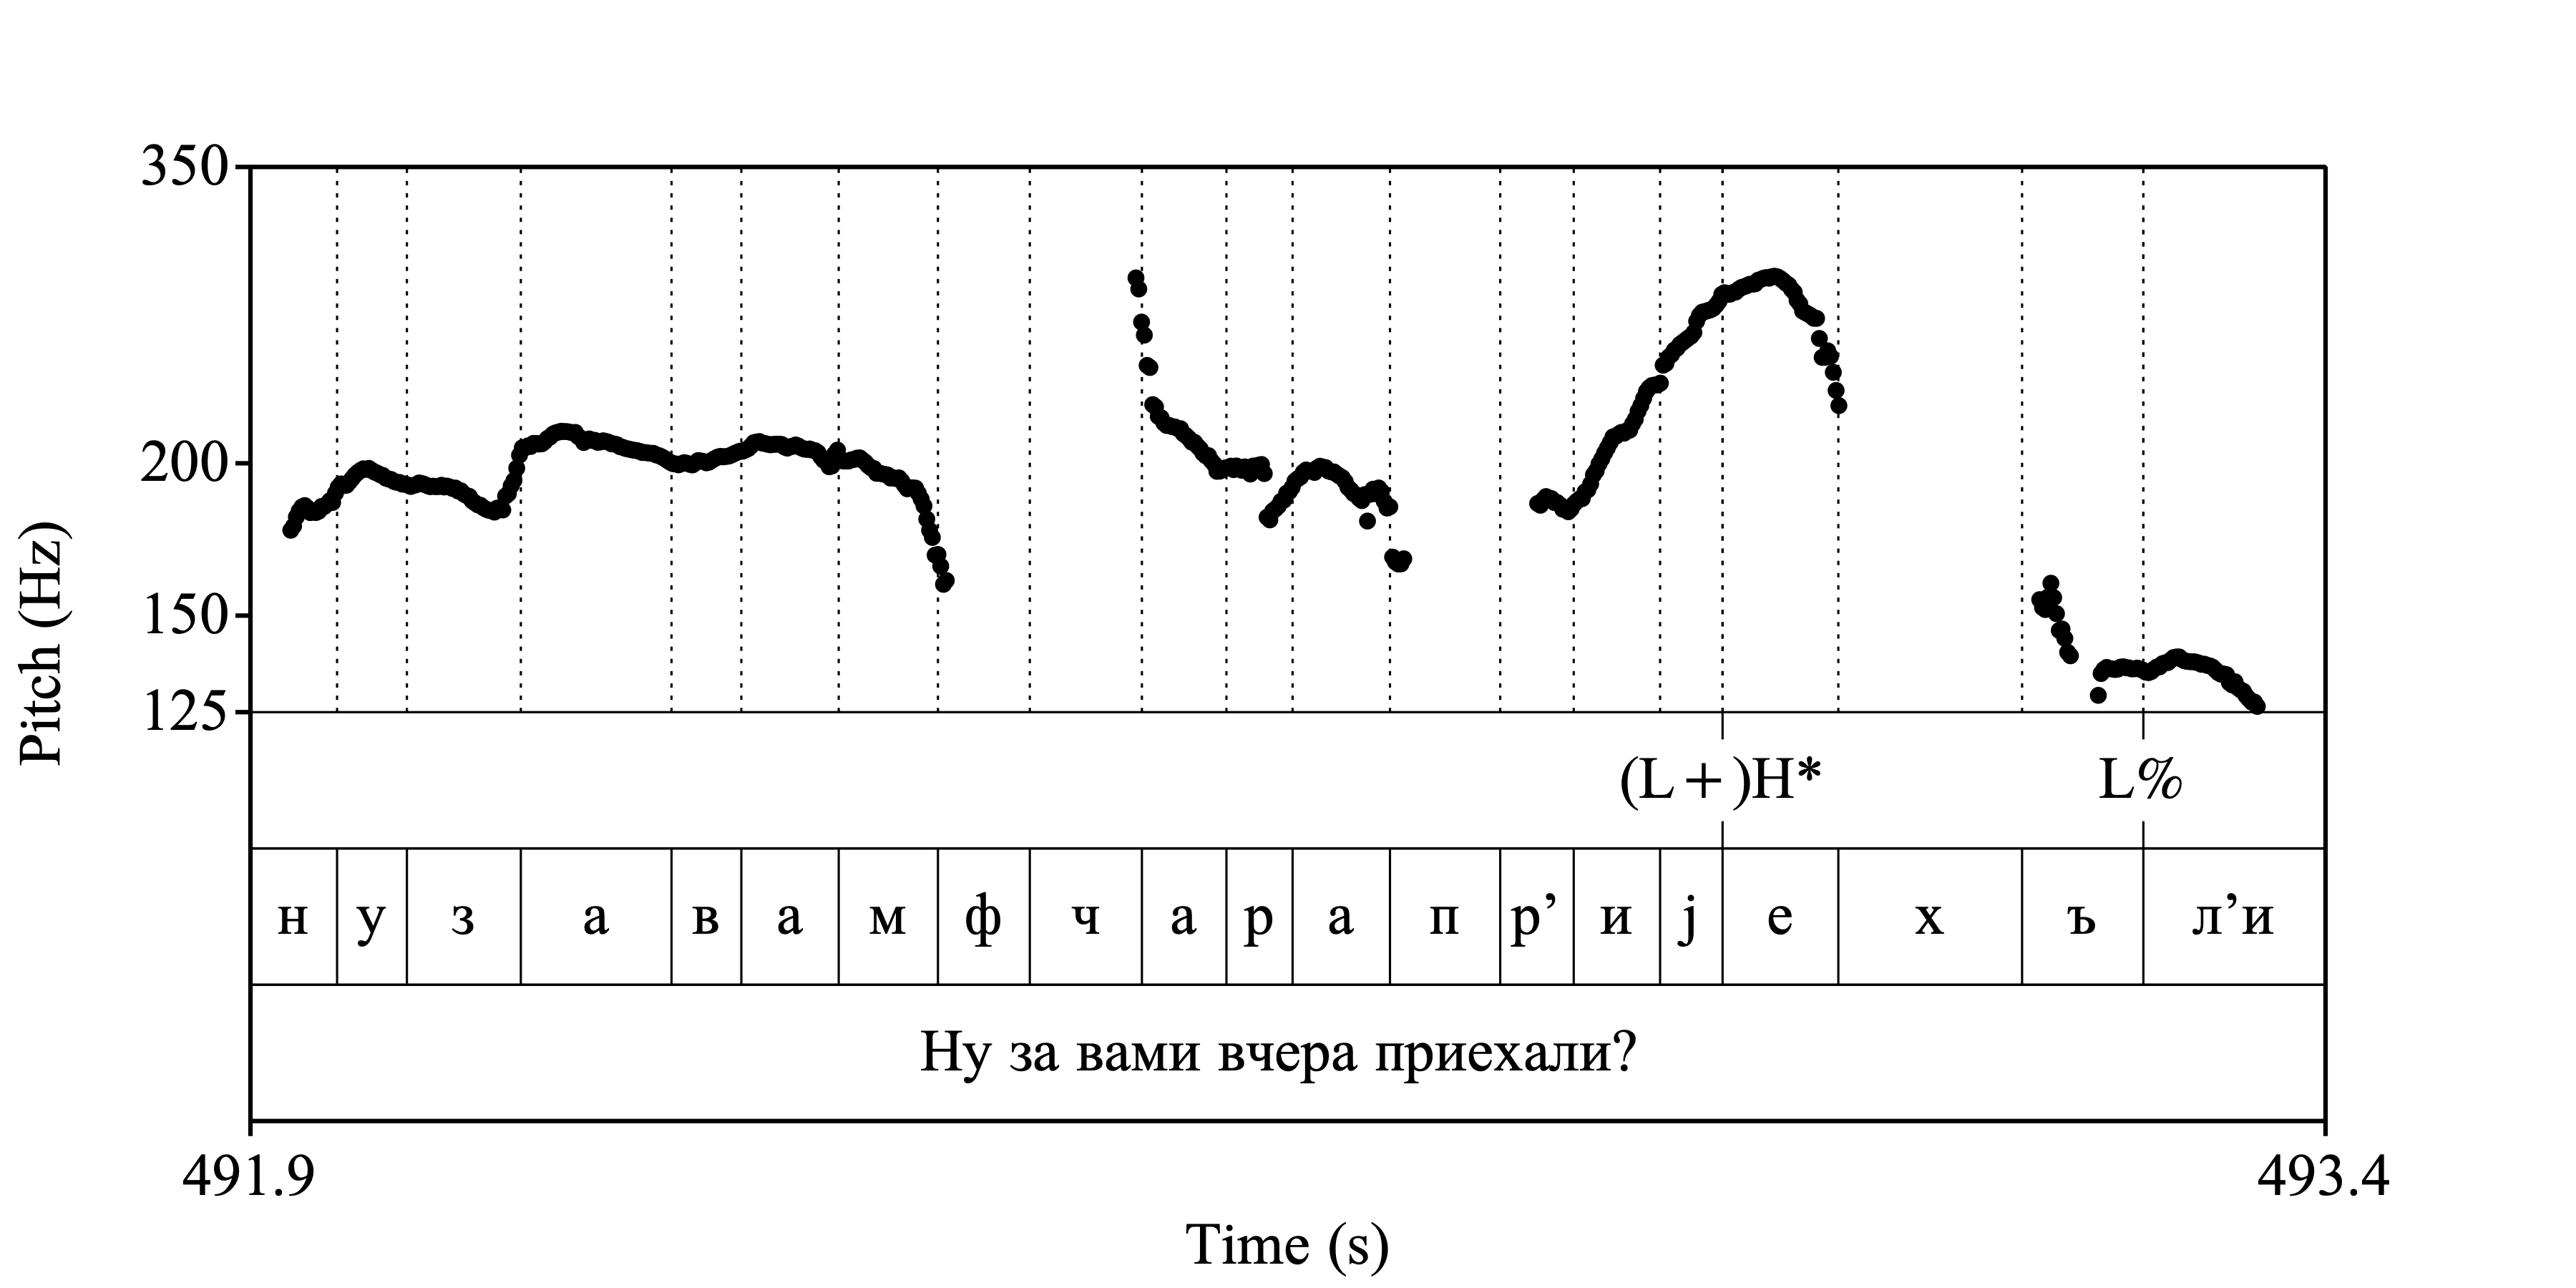 350
200
150
125
Pitch (Hz)
(L+)H* L%
н у з а в а м ф ч а р а п р’ и ј е х ъ л’и
Ну за вами вчера приехали?
491.9 493.4
Time (s)